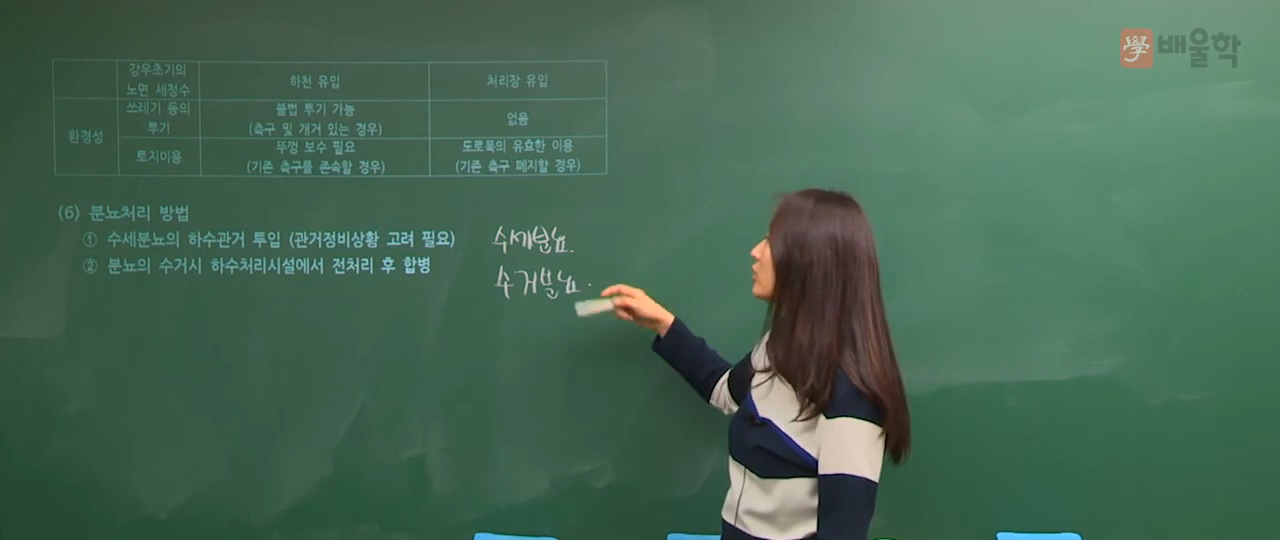 學 배울학
강우초기의
노면 세정수
하천 유입
처리장 유입
환경성
쓰레기 등의
투기
불법 투기 가능
(측구 및 개거 있는 경우)
없음
토지이용
뚜껑 보수 필요
(기존 측구를 존속할 경우)
도로폭의 유효한 이용
(기존 측구 폐지할 경우)
(6) 분뇨처리 방법
① 수세분뇨의 하수관거 투입 (관거정비상황 고려 필요)
② 분뇨의 수거시 하수처리시설에서 전처리 후 합병
수세분뇨.
수거분뇨.